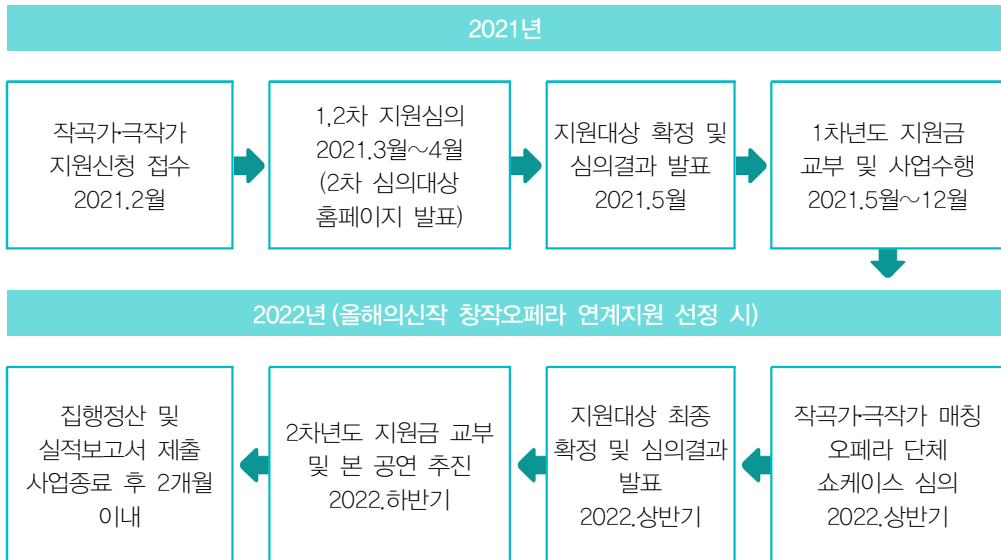 2021년
작곡가·극작가
지원신청 접수
2021.2월
1,2차 지원심의
2021.3월~4월
(2차 심의대상
홈페이지 발표)
지원대상 확정 및
심의결과 발표
2021.5월
1차년도 지원금
교부 및 사업수행
2021.5월~12월
2022년 (올해의신작 창작오페라 연계지원 선정 시)
작곡가·극작가 매칭
오페라 단체
쇼케이스 심의
2022.상반기
지원대상 최종
확정 및 심의결과
발표
2022.상반기
2차년도 지원금 교부
및 본 공연 추진
2022.하반기
집행정산 및
실적보고서 제출
사업종료 후 2개월
이내